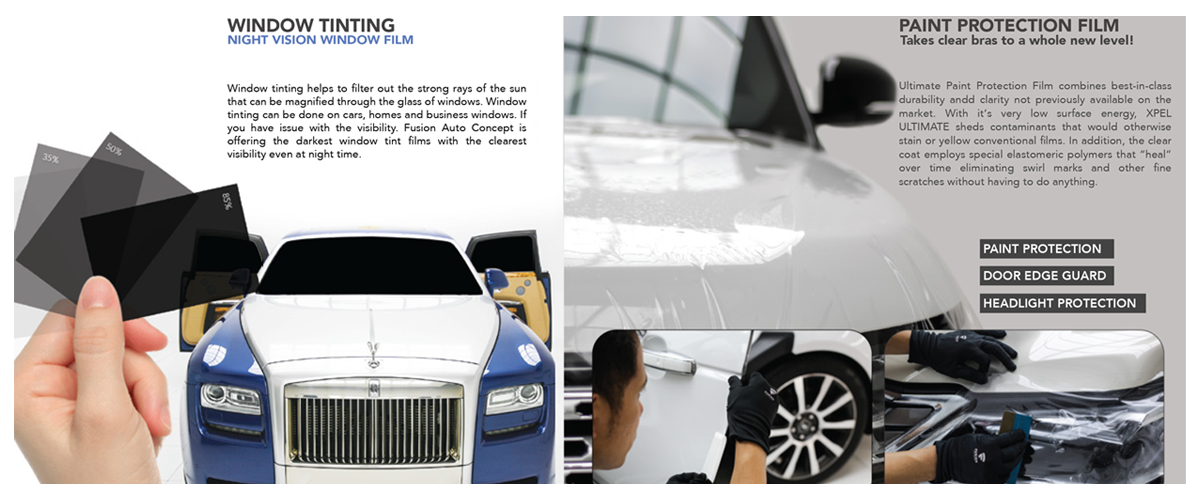 WINDOW TINTING
NIGHT VISION WINDOW FILM
Window tinting helps to filter out the strong rays of the sun
that can be magnified through the glass of windows. Window
tinting can be done on cars, homes and business windows. If
you have issue with the visibility. Fusion Auto Concept is
offering the darkest window tint films with the clearest
visibility even at night time.
35%
50%
85%
PAINT PROTECTION FILM
Takes clear bras to a whole new level!
Ultimate Paint Protection Film combines best-in-class
durability andd clarity not previously available on the
market. With it's very low surface energy, XPEL
ULTIMATE sheds contaminants that would otherwise
stain or yellow conventional films. In addition, the clear
coat employs special elastomeric polymers that "heal"
over time eliminating swirl marks and other fine
scratches without having to do anything.
PAINT PROTECTION
DOOR EDGE GUARD
HEADLIGHT PROTECTION